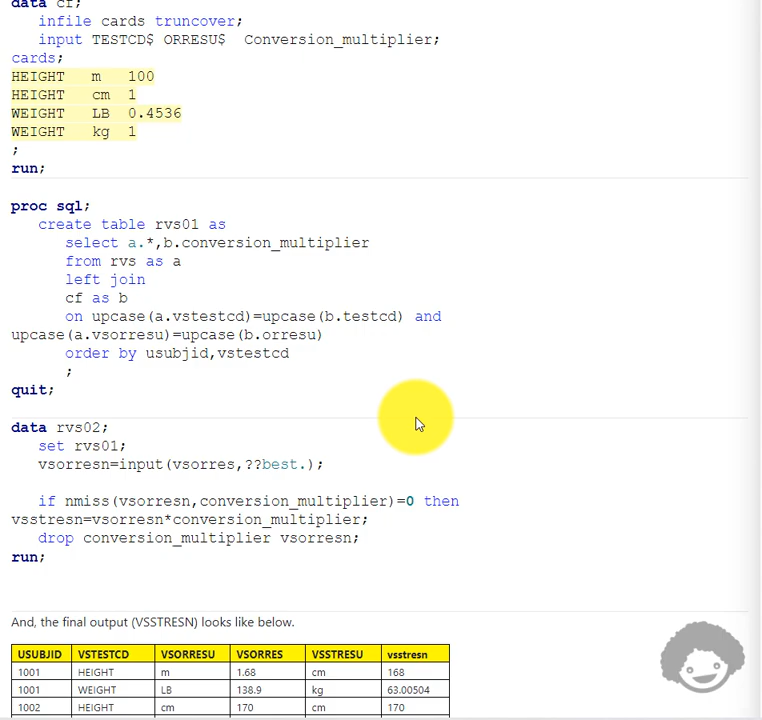 data cf;
infile cards truncover;
input TESTCD$ ORRESU$ Conversion_multiplier;
cards;
HEIGHT m 100
HEIGHT cm 1
WEIGHT LB 0.4536
WEIGHT kg 1
;
run;
proc sql;
create table rvs01 as
select a.*,b.conversion_multiplier
from rvs as a
left join
cf as b
on upcase(a.vstestcd)=upcase(b.testcd) and
upcase(a.vsorresu)=upcase(b.orresu)
order by usubjid,vstestcd
;
quit;
data rvs02;
set rvs01;
vsorresn=input(vsorres,??best.);
if nmiss(vsorresn,conversion_multiplier)=0 then
vsstresn=vsorresn*conversion_multiplier;
drop conversion_multiplier vsorresn;
run;
And, the final output (VSSTRESN) looks like below.
USUBJID VSTESTCD VSORRESU VSORRES VSSTRESU vsstresn
1001 HEIGHT m 1.68 cm 168
1001 WEIGHT LB 138.9 kg 63.00504
1002 HEIGHT cm 170 cm 170